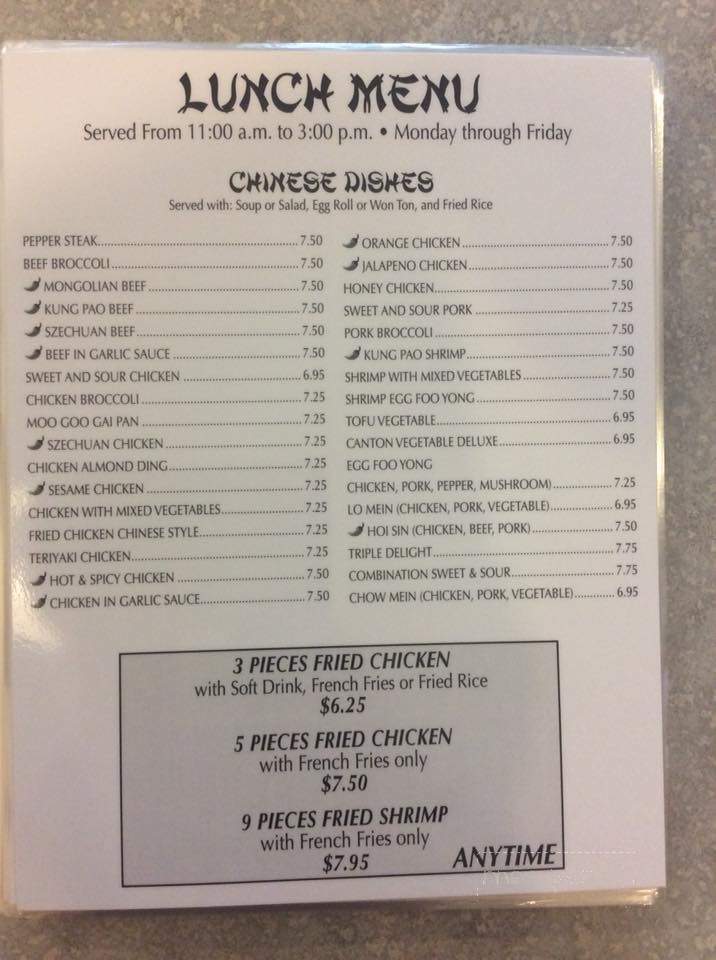 LUNCH MENU
Served From 11:00 a.m. to 3:00 p.m. • Monday through Friday
CHINESE DISHES
Served with: Soup or Salad, Egg Roll or Won Ton, and Fried Rice
PEPPER STEAK 7.50
BEEF BROCCOLI 7.50
MONGOLIAN BEEF 7.50
KUNG PAO BEEF 7.50
SZECHUAN BEEF 7.50
BEEF IN GARLIC SAUCE 7.50
SWEET AND SOUR CHICKEN 6.95
CHICKEN BROCCOLI 7.25
MOO GOO GAI PAN 7.25
SZECHUAN CHICKEN 7.25
CHICKEN ALMOND DING 7.25
SESAME CHICKEN 7.25
CHICKEN WITH MIXED VEGETABLES 7.25
FRIED CHICKEN CHINESE STYLE 7.25
TERIYAKI CHICKEN 7.25
HOT & SPICY CHICKEN 7.50
CHICKEN IN GARLIC SAUCE 7.50
ORANGE CHICKEN 7.50
JALAPENO CHICKEN 7.50
HONEY CHICKEN 7.50
SWEET AND SOUR PORK 7.25
PORK BROCCOLI 7.50
KUNG PAO SHRIMP 7.50
SHRIMP WITH MIXED VEGETABLES 7.50
SHRIMP EGG FOO YONG 7.50
TOFU VEGETABLE 6.95
CANTON VEGETABLE DELUXE 6.95
EGG FOO YONG
CHICKEN, PORK, PEPPER, MUSHROOM) 7.25
LO MEIN (CHICKEN, PORK, VEGETABLE) 6.95
HOI SIN (CHICKEN, BEEF, PORK) 7.50
TRIPLE DELIGHT 7.75
COMBINATION SWEET & SOUR 7.75
CHOW MEIN (CHICKEN, PORK, VEGETABLE) 6.95
3 PIECES FRIED CHICKEN
with Soft Drink, French Fries or Fried Rice
$6.25
5 PIECES FRIED CHICKEN
with French Fries only
$7.50
9 PIECES FRIED SHRIMP
with French Fries only
$7.95
ANYTIME